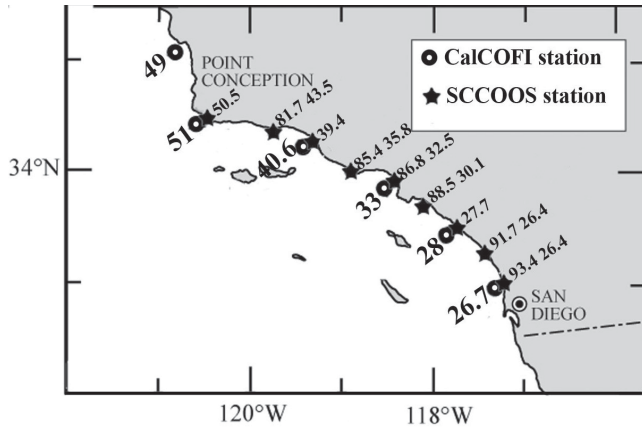 49
POINT
CONCEPTION
CalCOFI station
SCCOOS station
51
50.5
81.7 43.5
40.6
39.4
34°N
85.4 35.8
33
86.8 32.5
88.5 30.1
28
27.7
91.7 26.4
26.7
93.4 26.4
SAN
DIEGO
120°W
118°W